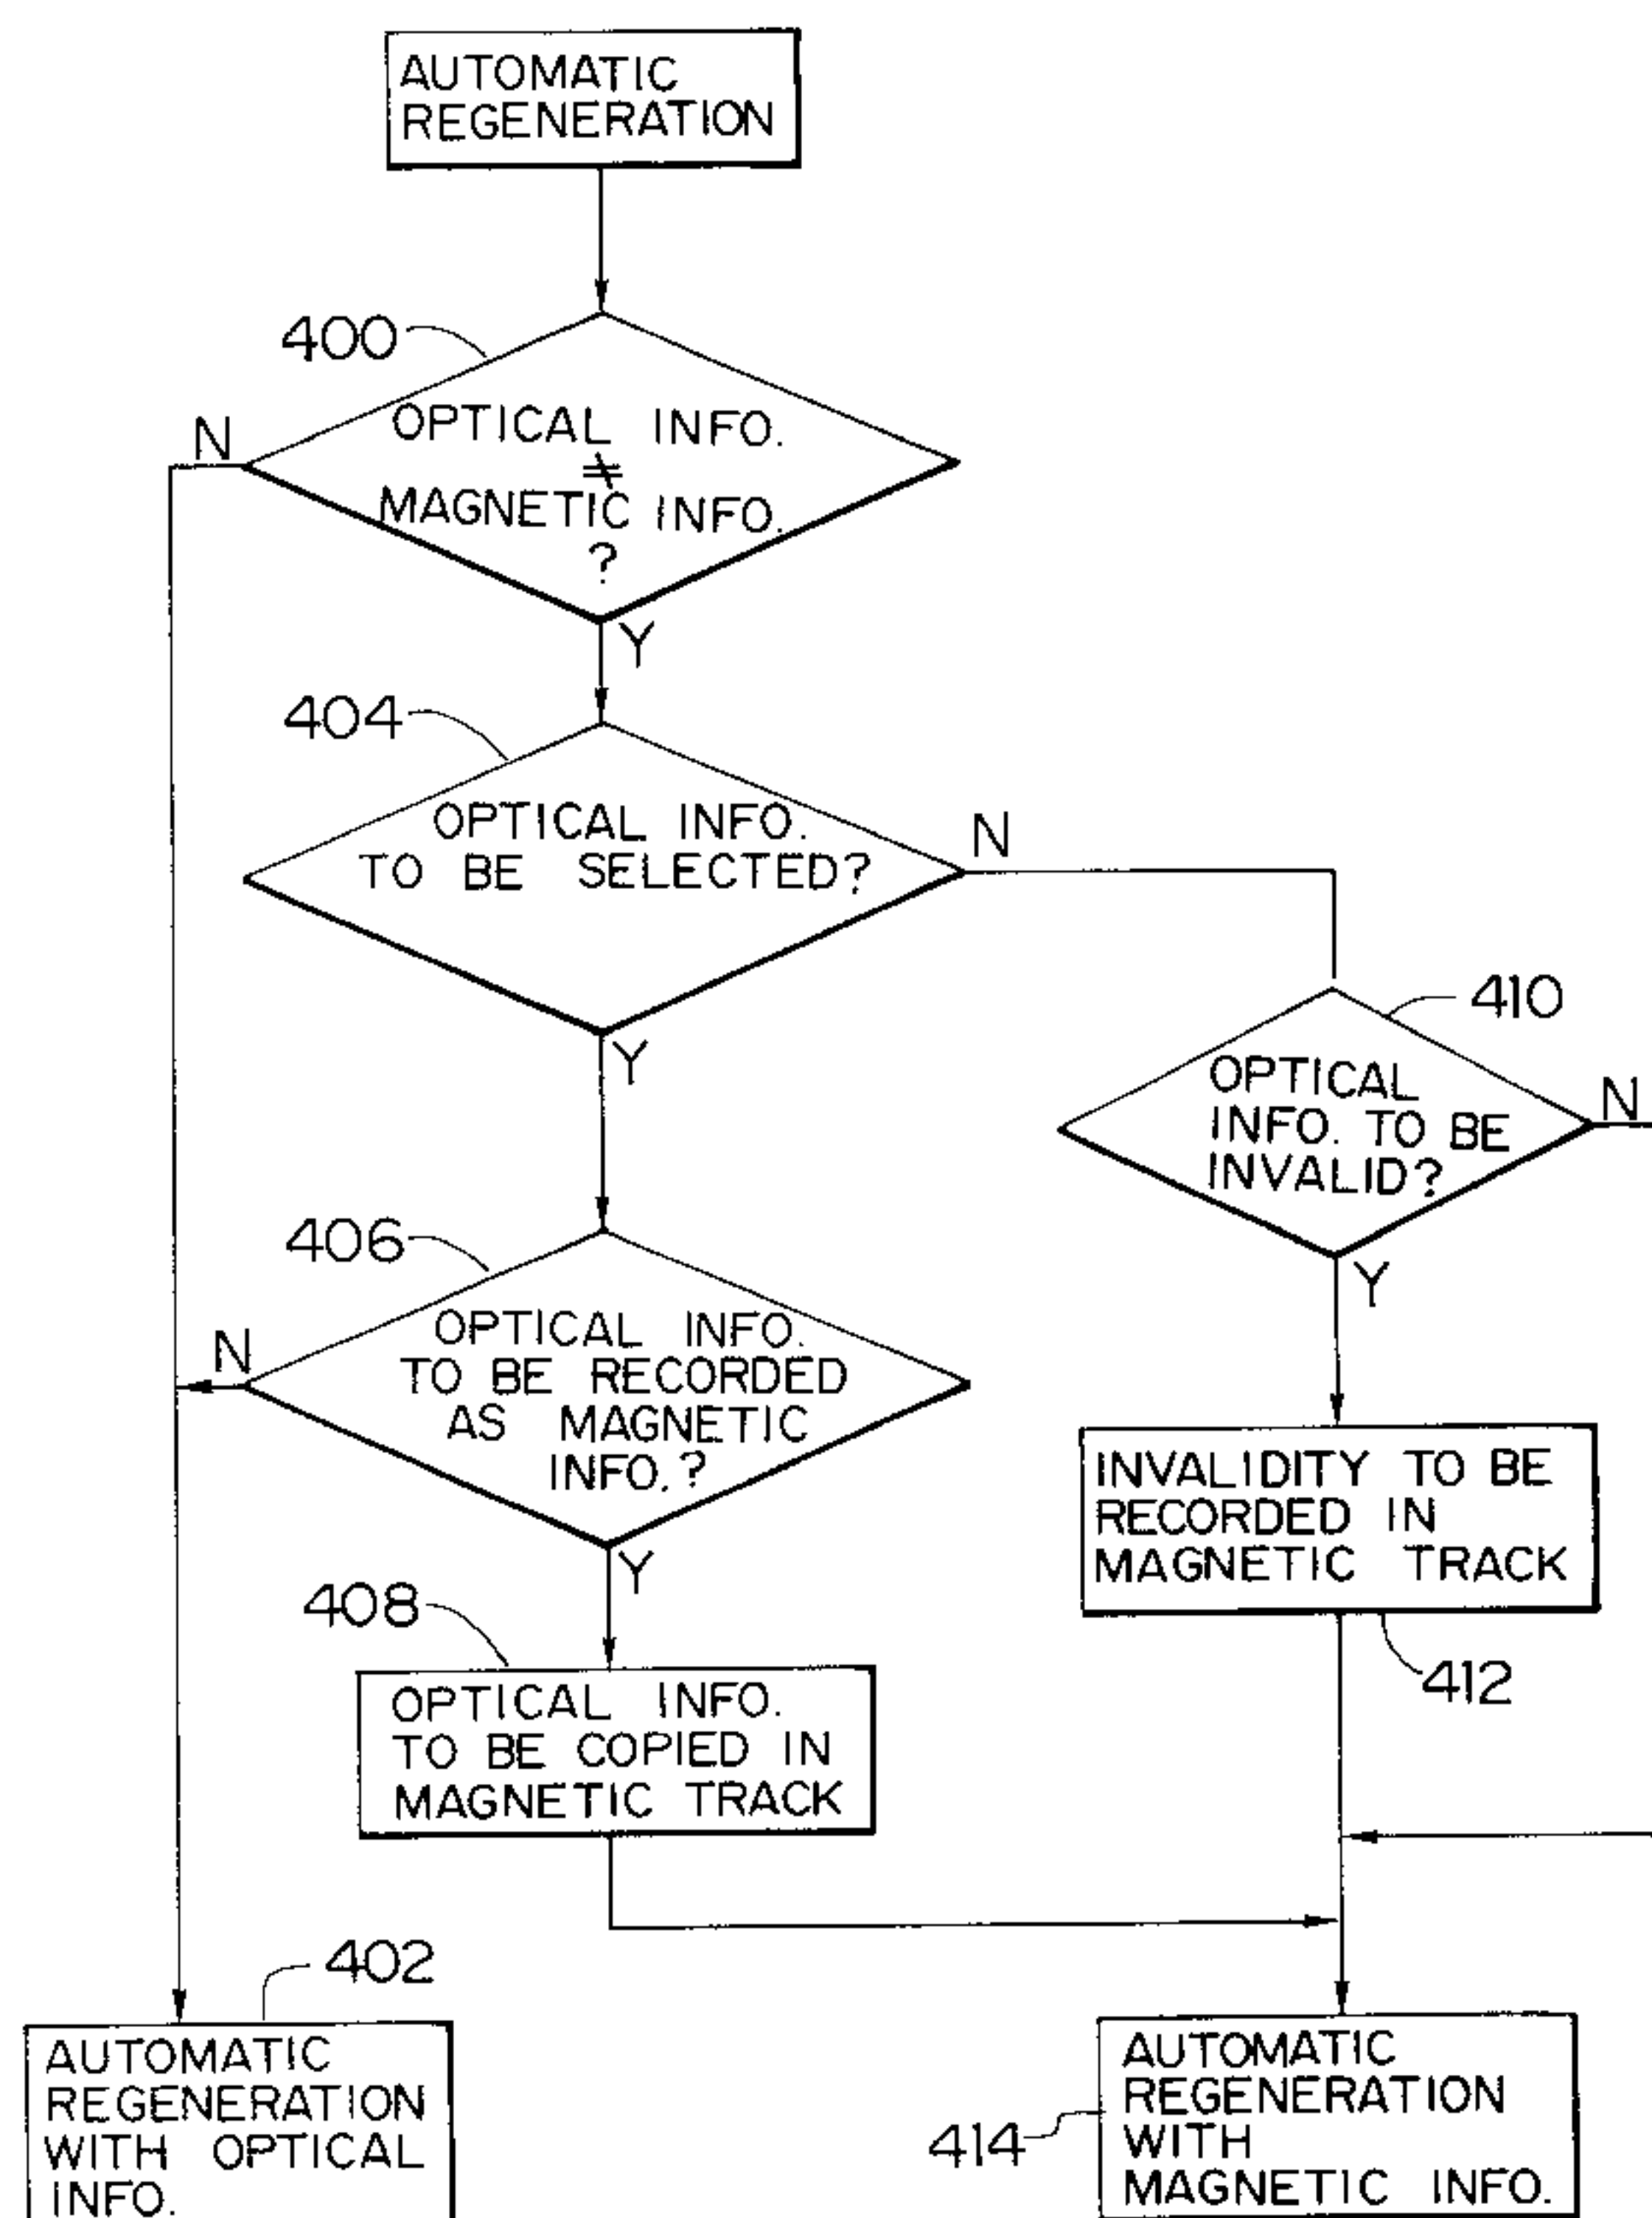 AUTOMATIC
REGENERATION
400
N
OPTICAL INFO.
≠
MAGNETIC INFO.
?
Y
404
OPTICAL INFO.
TO BE SELECTED?
N
Y
410
OPTICAL
INFO. TO BE
INVALID?
N
Y
406
N
OPTICAL INFO.
TO BE RECORDED
AS MAGNETIC
INFO.?
Y
INVALIDITY TO BE
RECORDED IN
MAGNETIC TRACK
412
408
OPTICAL INFO.
TO BE COPIED IN
MAGNETIC TRACK
402
AUTOMATIC
REGENERATION
WITH OPTICAL
INFO.
414
AUTOMATIC
REGENERATION
WITH
MAGNETIC INFO.